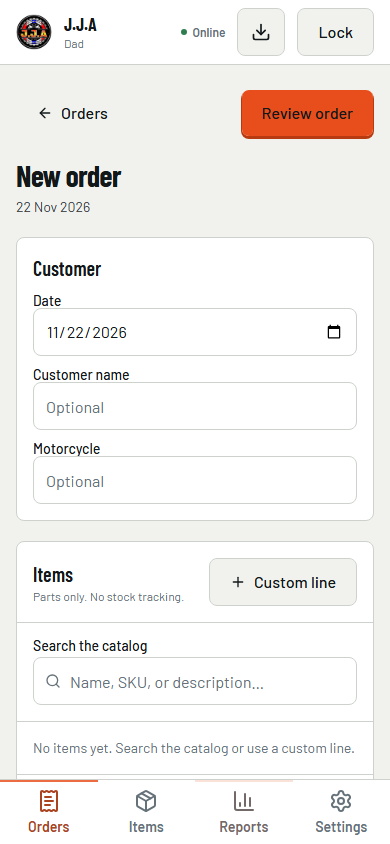 J.J.A
Dad
Online
Lock
Orders
Review order
New order
22 Nov 2026
Customer
Date
11/22/2026
Customer name
Optional
Motorcycle
Optional
Items
Parts only. No stock tracking.
Custom line
Search the catalog
Name, SKU, or description...
No items yet. Search the catalog or use a custom line.
Orders
Items
Reports
Settings